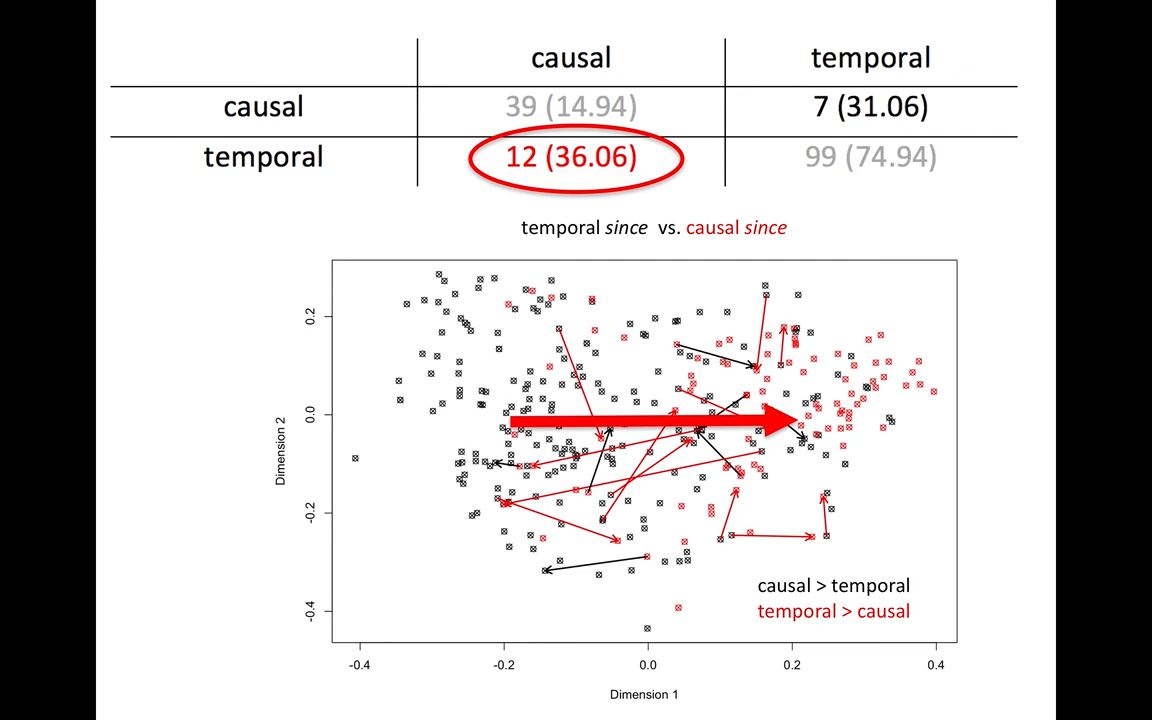 causal temporal
causal 39 (14.94) 7 (31.06)
temporal 12 (36.06) 99 (74.94)
temporal since vs. causal since
0.2
0.0
-0.2
-0.4
Dimension 2
causal > temporal
temporal > causal
-0.4 -0.2 0.0 0.2 0.4
Dimension 1